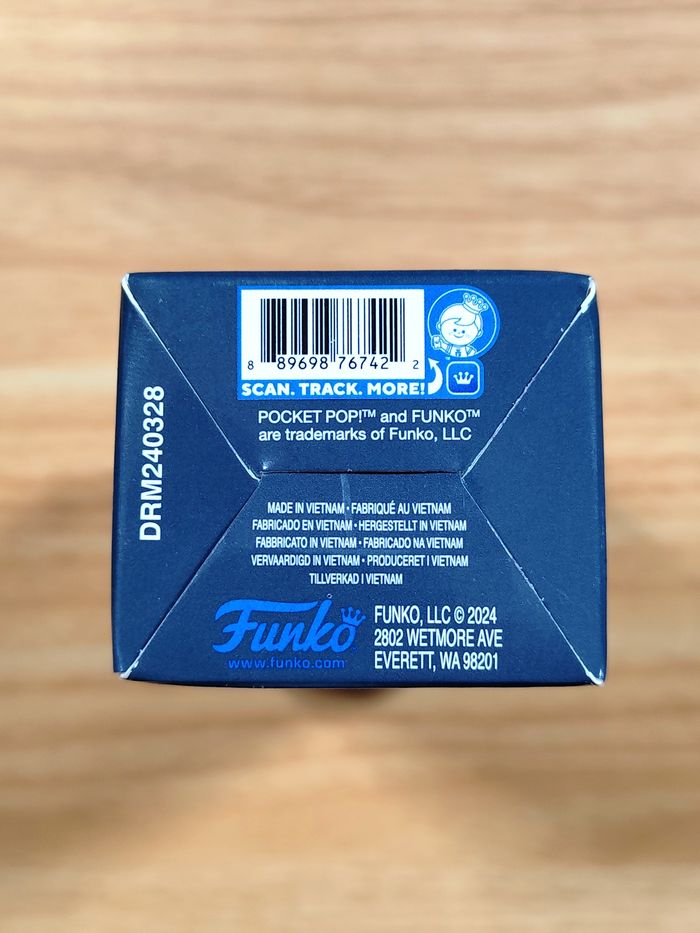 8 89698 76742 2
SCAN. TRACK. MORE!
POCKET POP!™ and FUNKO™
are trademarks of Funko, LLC
DRM240328
MADE IN VIETNAM · FABRIQUÉ AU VIETNAM
FABRICADO EN VIETNAM · HERGESTELLT IN VIETNAM
FABBRICATO IN VIETNAM · FABRICADO NA VIETNAM
VERVAARDIGD IN VIETNAM · PRODUCERET I VIETNAM
TILLVERKAD I VIETNAM
Funko
www.funko.com
FUNKO, LLC © 2024
2802 WETMORE AVE
EVERETT, WA 98201